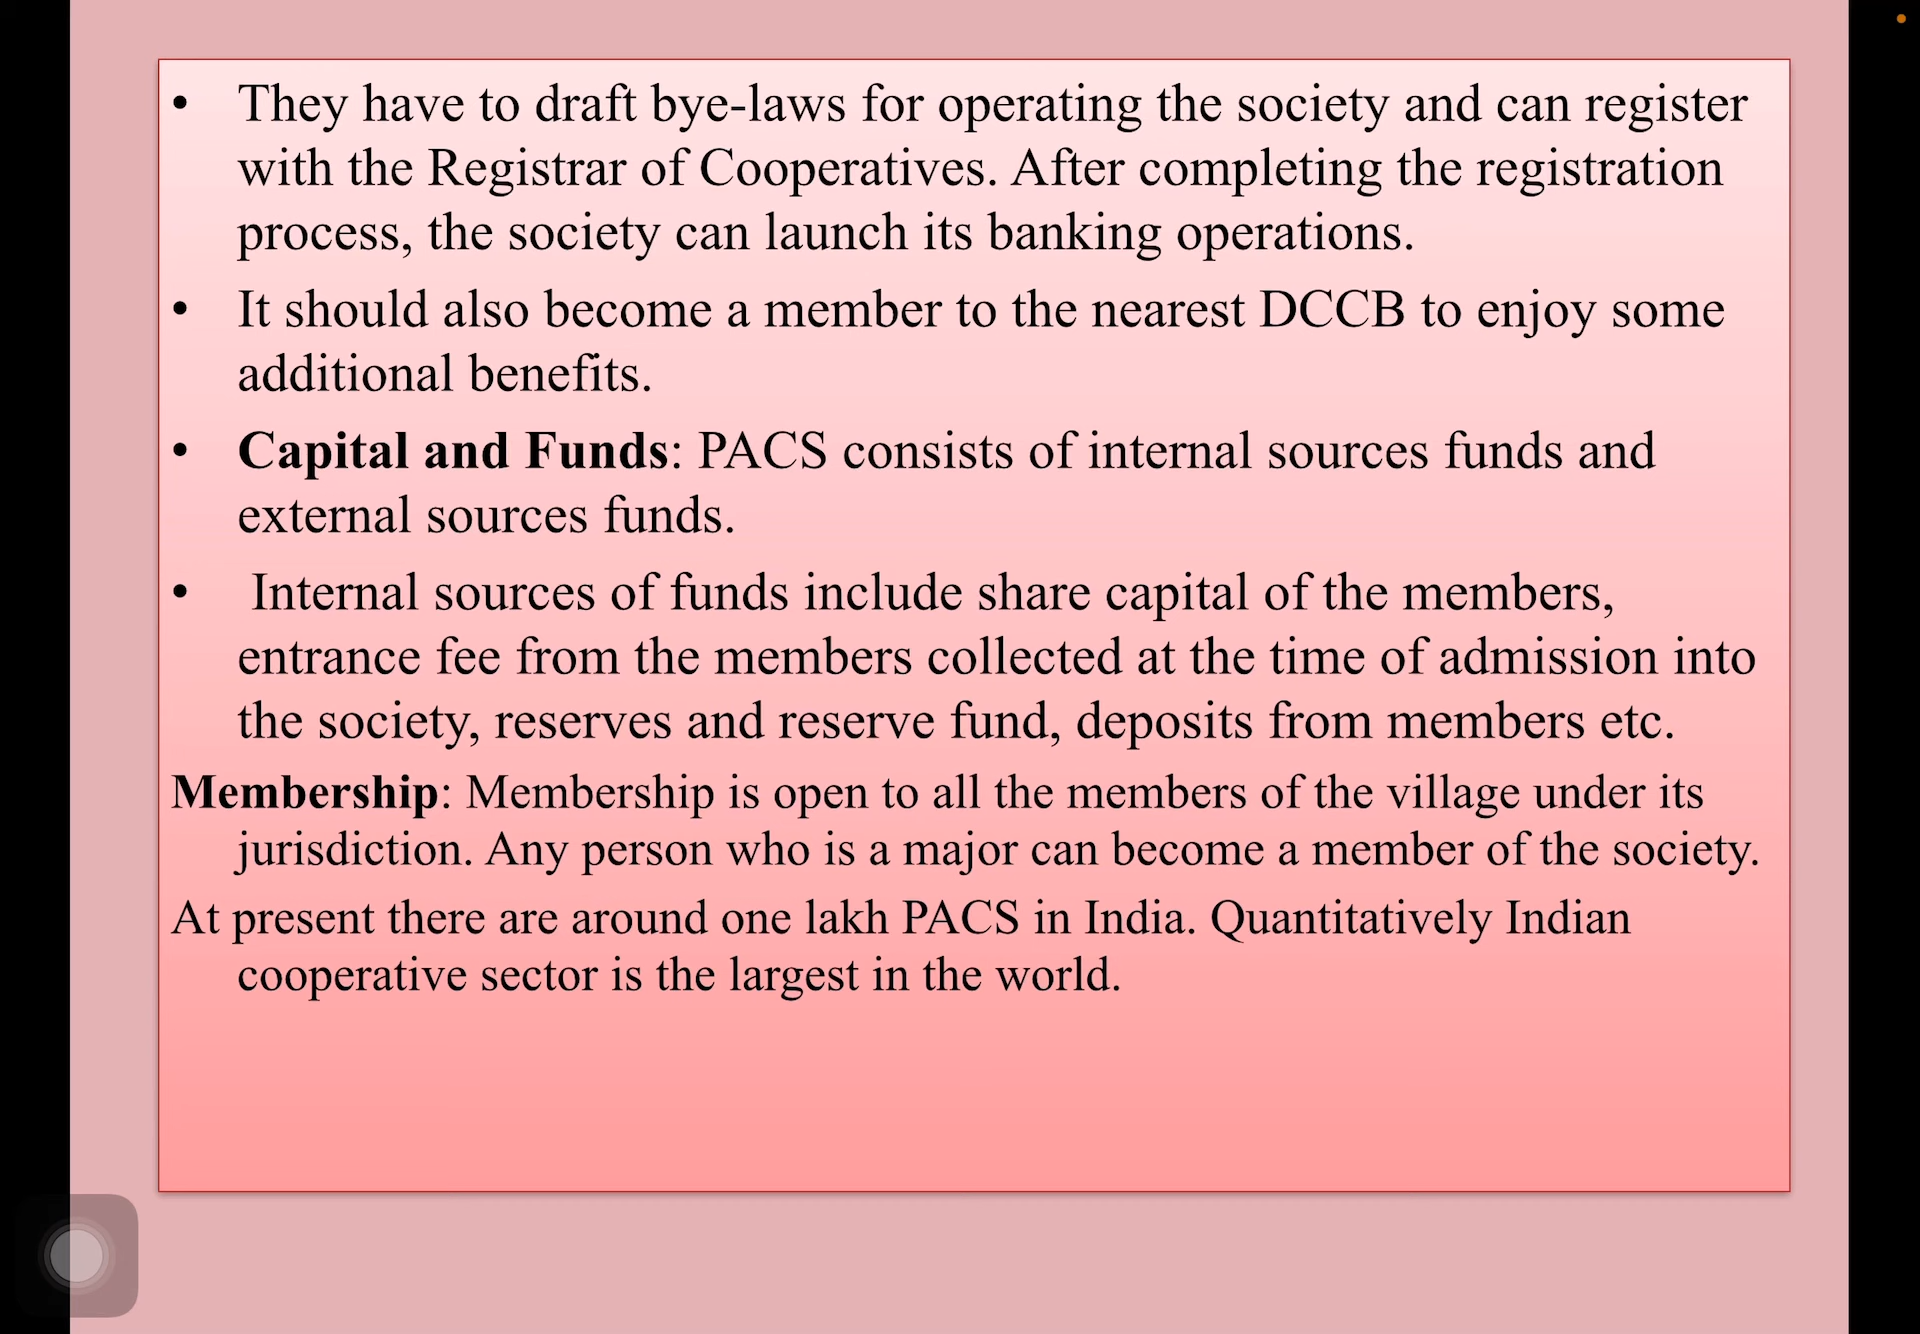 • They have to draft bye-laws for operating the society and can register
with the Registrar of Cooperatives. After completing the registration
process, the society can launch its banking operations.
• It should also become a member to the nearest DCCB to enjoy some
additional benefits.
• Capital and Funds: PACS consists of internal sources funds and
external sources funds.
• Internal sources of funds include share capital of the members,
entrance fee from the members collected at the time of admission into
the society, reserves and reserve fund, deposits from members etc.
Membership: Membership is open to all the members of the village under its
jurisdiction. Any person who is a major can become a member of the society.
At present there are around one lakh PACS in India. Quantitatively Indian
cooperative sector is the largest in the world.